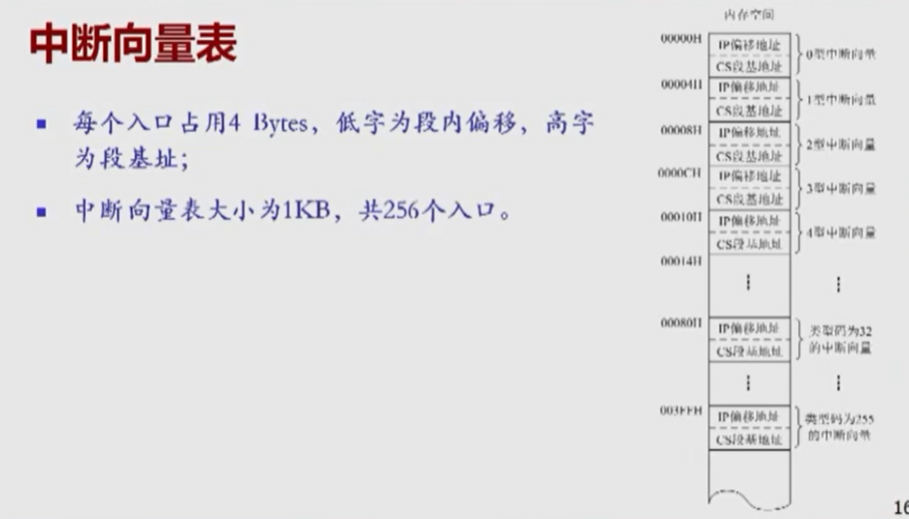 中断向量表
每个入口占用4 Bytes，低字为段内偏移，高字
为段基址；
中断向量表大小为1KB，共256个入口。
内存空间
00000H
IP偏移地址
CS段基地址
0型中断向量
00004H
IP偏移地址
CS段基地址
1型中断向量
00008H
IP偏移地址
CS段基地址
2型中断向量
0000CH
IP偏移地址
CS段基地址
3型中断向量
00010H
IP偏移地址
CS段基地址
4型中断向量
00014H
00080H
IP偏移地址
CS段基地址
类型码为32
的中断向量
003FFH
IP偏移地址
CS段基地址
类型码为255
的中断向量
16